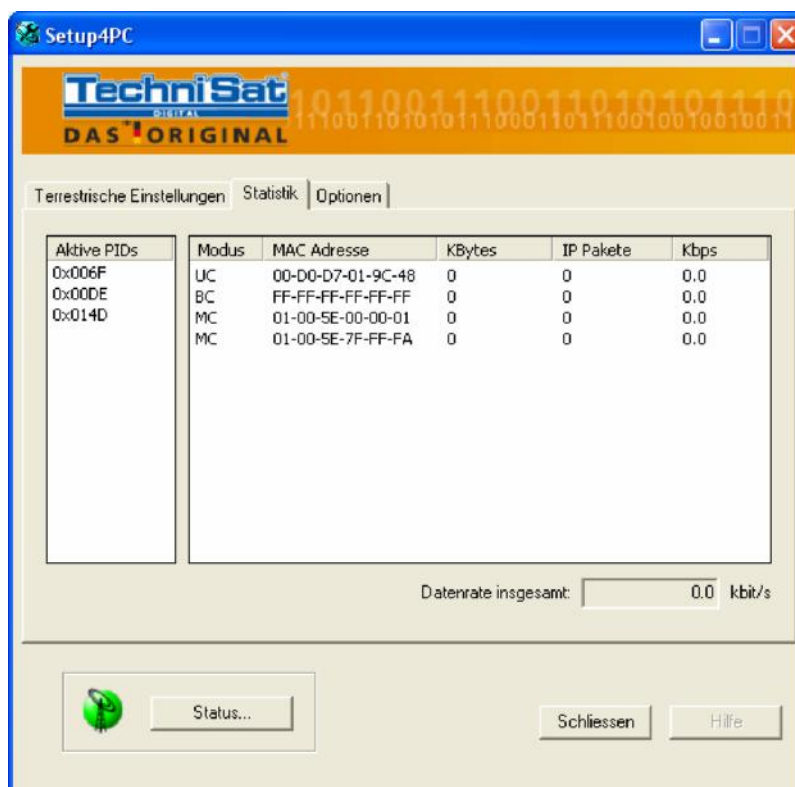 Setup4PC
TechniSat
DIGITAL
DAS ORIGINAL
Terrestrische Einstellungen Statistik Optionen
Aktive PIDs Modus MAC Adresse KBytes IP Pakete Kbps
0x006F UC 00-D0-D7-01-9C-48 0 0 0.0
0x00DE BC FF-FF-FF-FF-FF-FF 0 0 0.0
0x014D MC 01-00-5E-00-00-01 0 0 0.0
MC 01-00-5E-7F-FF-FA 0 0 0.0
Datenrate insgesamt: 0.0 kbit/s
Status...
Schliessen Hilfe